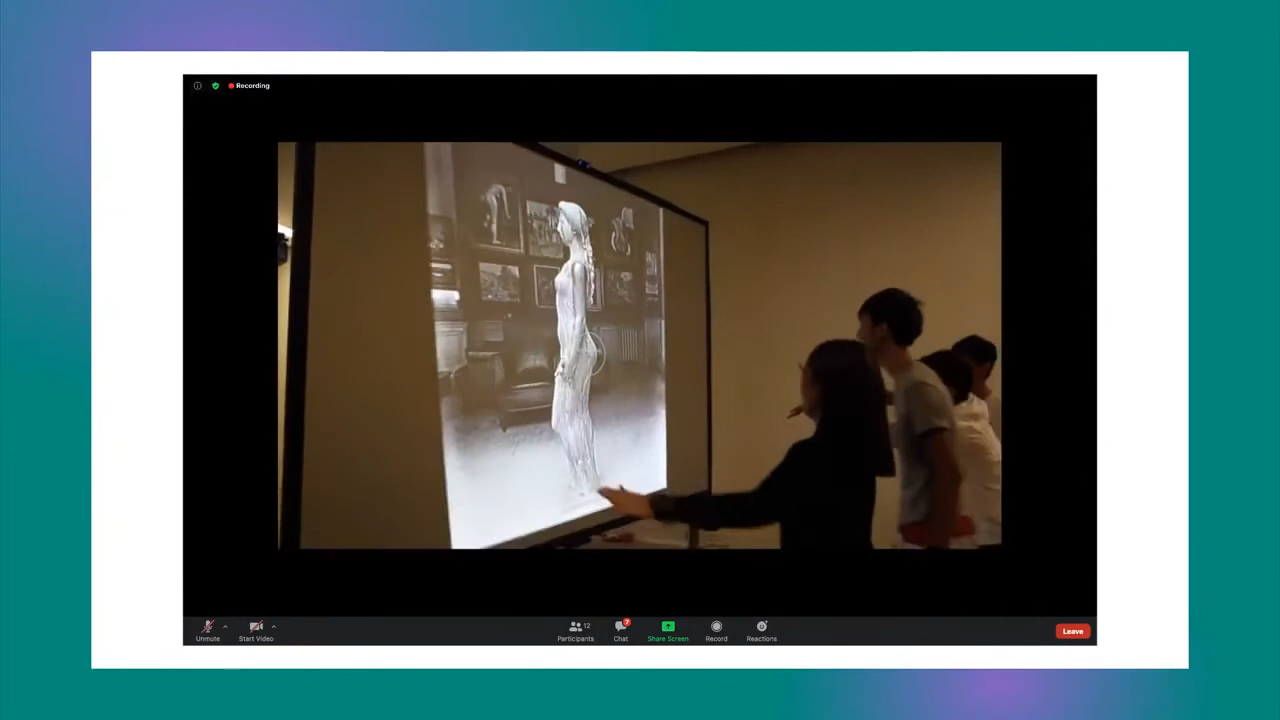 Recording
Unmute
Start Video
Participants
12
Chat
7
Share Screen
Record
Reactions
Leave